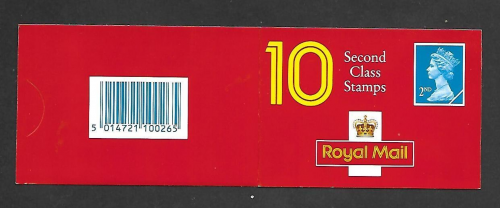 10
Second
Class
Stamps
2ND
Royal Mail
5 014721 100265